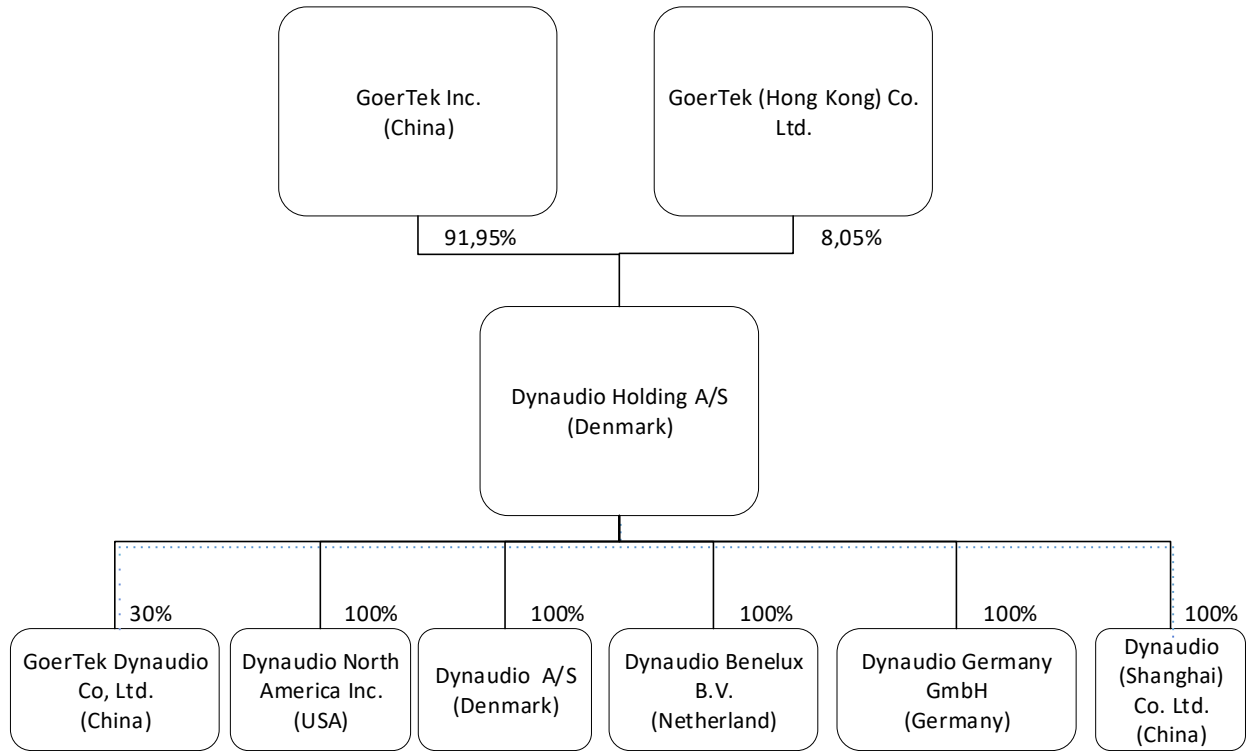 GoerTek Inc.
(China)
GoerTek (Hong Kong) Co.
Ltd.
91,95%
8,05%
Dynaudio Holding A/S
(Denmark)
30%
100%
100%
100%
100%
100%
GoerTek Dynaudio
Co, Ltd.
(China)
Dynaudio North
America Inc.
(USA)
Dynaudio A/S
(Denmark)
Dynaudio Benelux
B.V.
(Netherland)
Dynaudio Germany
GmbH
(Germany)
Dynaudio
(Shanghai)
Co. Ltd.
(China)